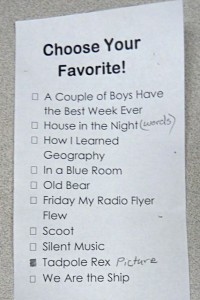 Choose Your
Favorite!
A Couple of Boys Have
the Best Week Ever
House in the Night (words)
How I Learned
Geography
In a Blue Room
Old Bear
Friday My Radio Flyer
Flew
Scoot
Silent Music
Tadpole Rex Picture
We Are the Ship